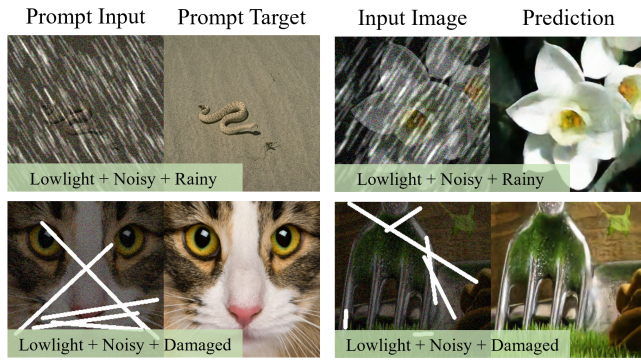 Prompt Input Prompt Target Input Image Prediction
Lowlight + Noisy + Rainy Lowlight + Noisy + Rainy
Lowlight + Noisy + Damaged Lowlight + Noisy + Damaged